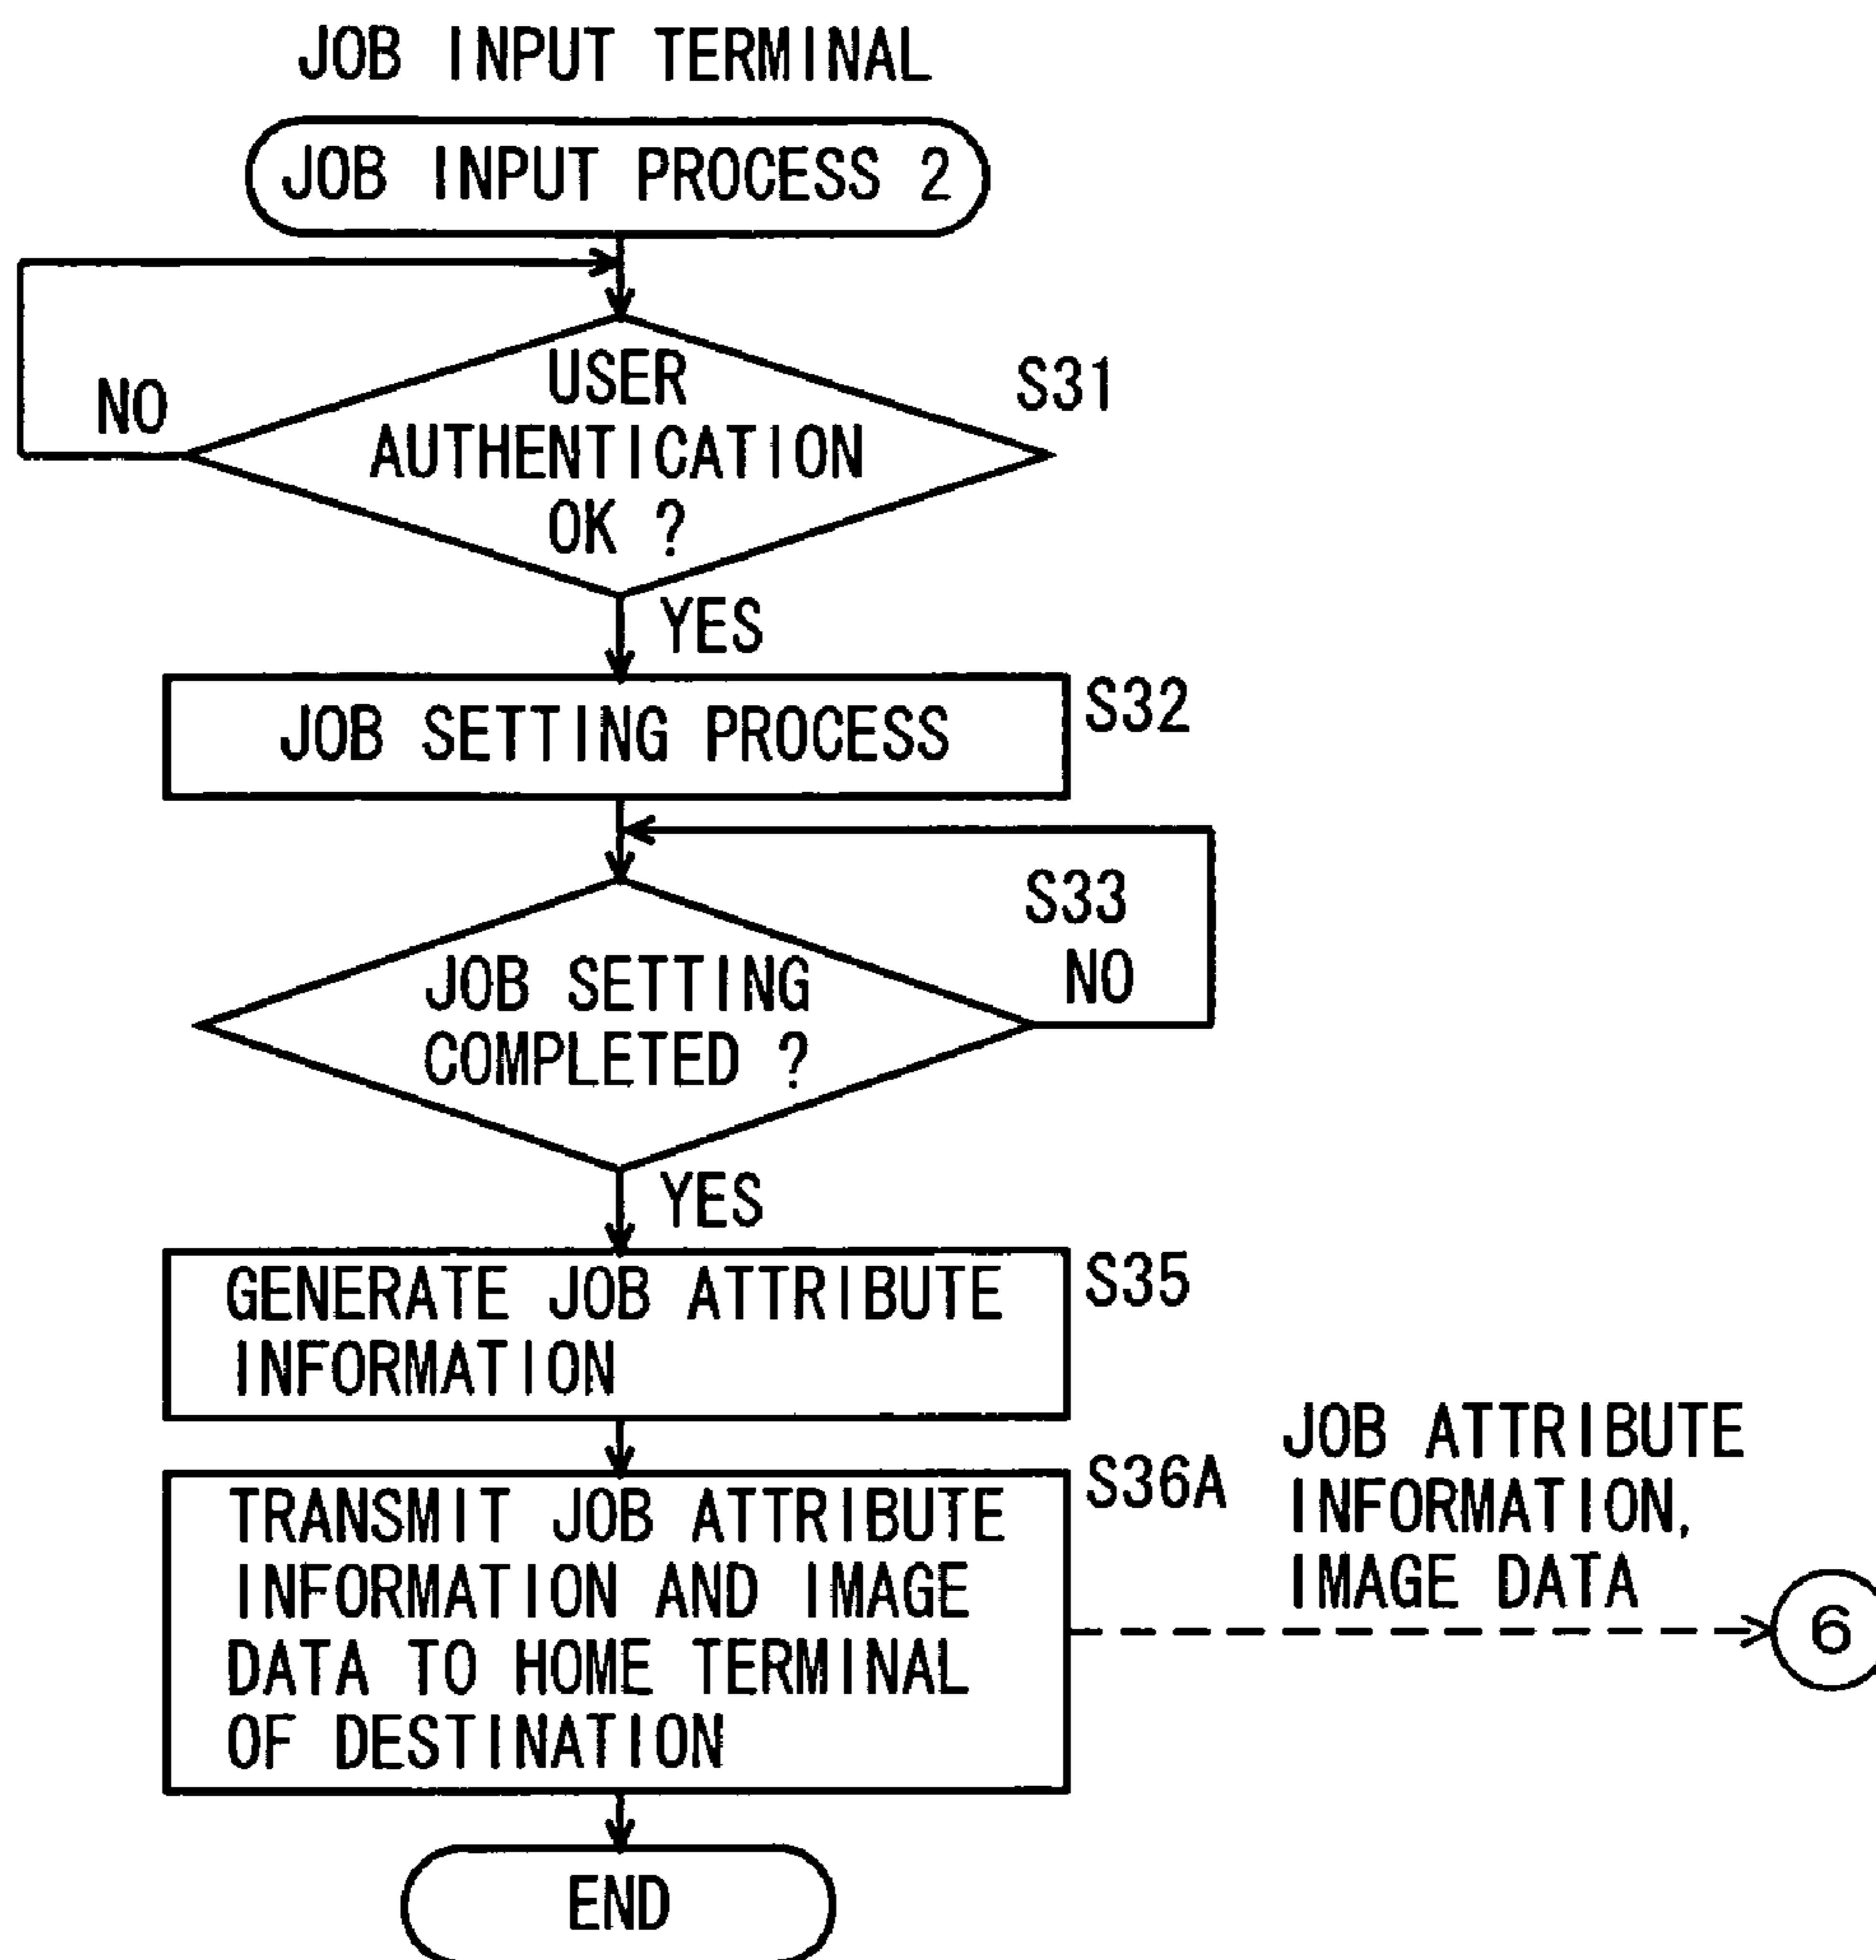 JOB INPUT TERMINAL
JOB INPUT PROCESS 2
USER
AUTHENTICATION
OK ?
S31
NO
YES
JOB SETTING PROCESS
S32
S33
NO
JOB SETTING
COMPLETED ?
YES
GENERATE JOB ATTRIBUTE
INFORMATION
S35
TRANSMIT JOB ATTRIBUTE
INFORMATION AND IMAGE
DATA TO HOME TERMINAL
OF DESTINATION
S36A
JOB ATTRIBUTE
INFORMATION,
IMAGE DATA
6
END